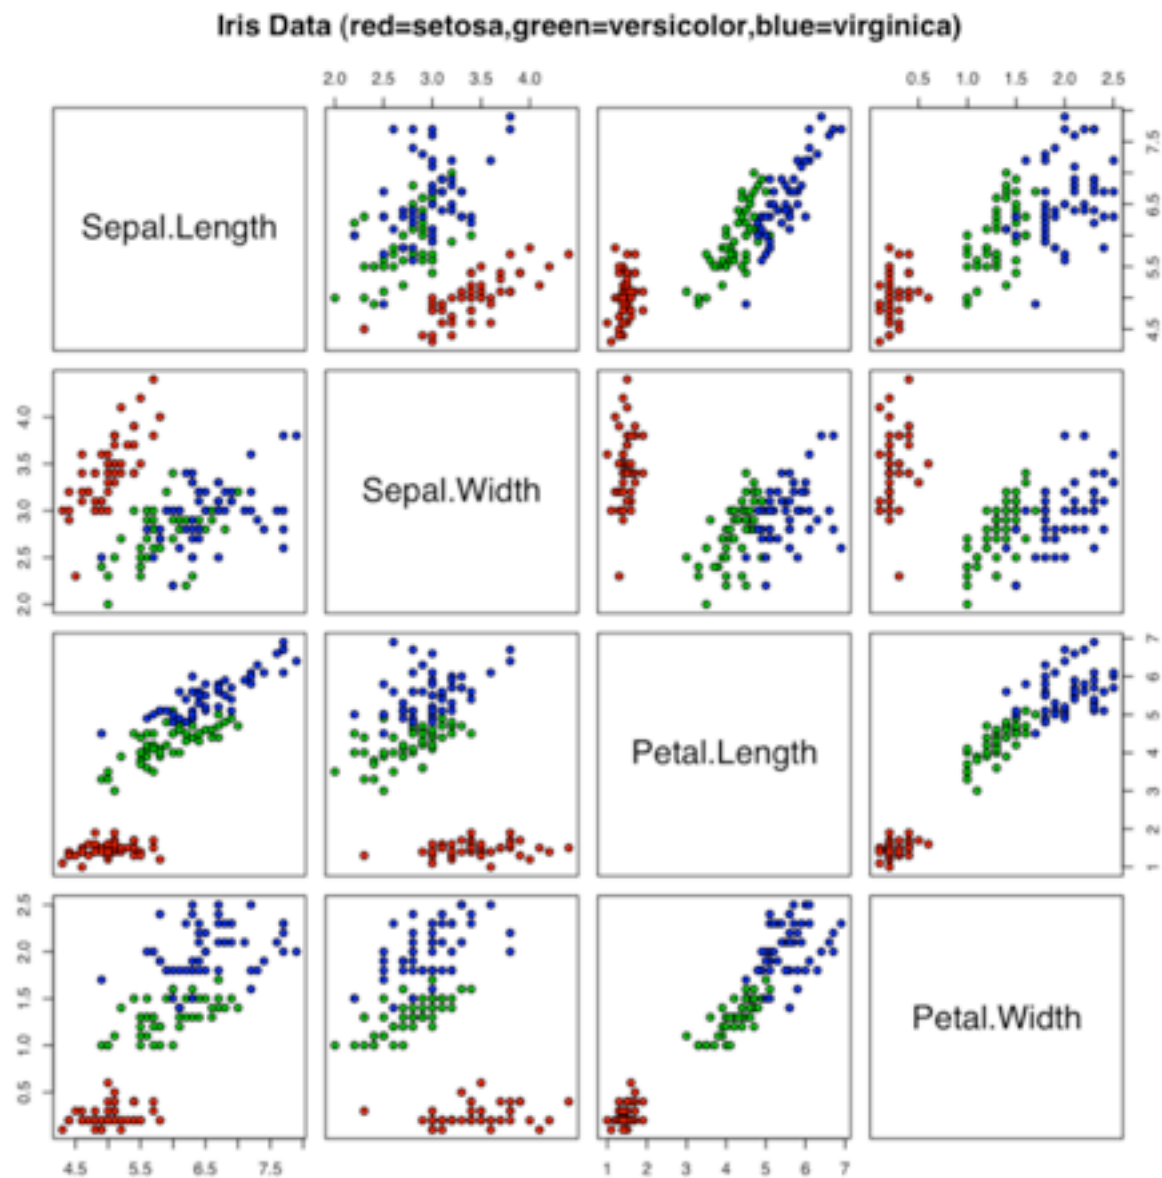 Iris Data (red=setosa,green=versicolor,blue=virginica)
2.0 2.5 3.0 3.5 4.0
0.5 1.0 1.5 2.0 2.5
Sepal.Length
4.5 5.5 6.5 7.5
2.0 2.5 3.0 3.5 4.0
Sepal.Width
Petal.Length
1 2 3 4 5 6 7
0.5 1.0 1.5 2.0 2.5
Petal.Width
4.5 5.5 6.5 7.5
1 2 3 4 5 6 7